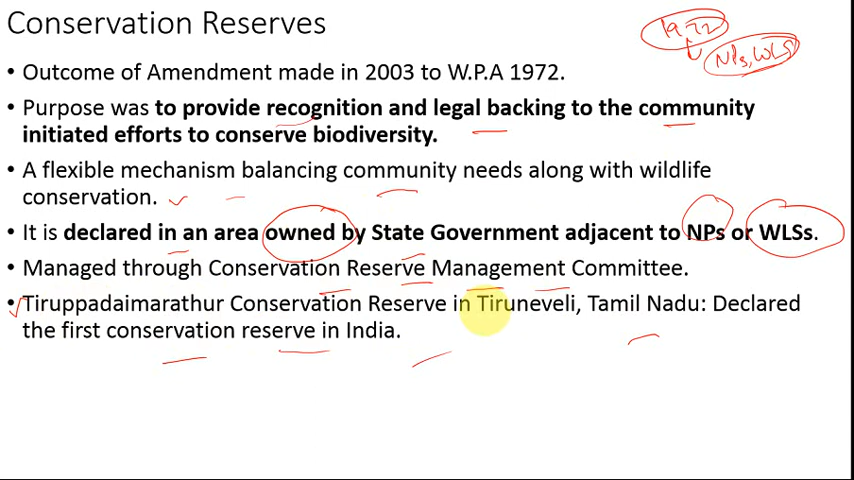 Conservation Reserves
1972
NPs, WLS
• Outcome of Amendment made in 2003 to W.P.A 1972.
• Purpose was to provide recognition and legal backing to the community
initiated efforts to conserve biodiversity.
• A flexible mechanism balancing community needs along with wildlife
conservation.
• It is declared in an area owned by State Government adjacent to NPs or WLSs.
• Managed through Conservation Reserve Management Committee.
• Tiruppadaimarathur Conservation Reserve in Tiruneveli, Tamil Nadu: Declared
the first conservation reserve in India.